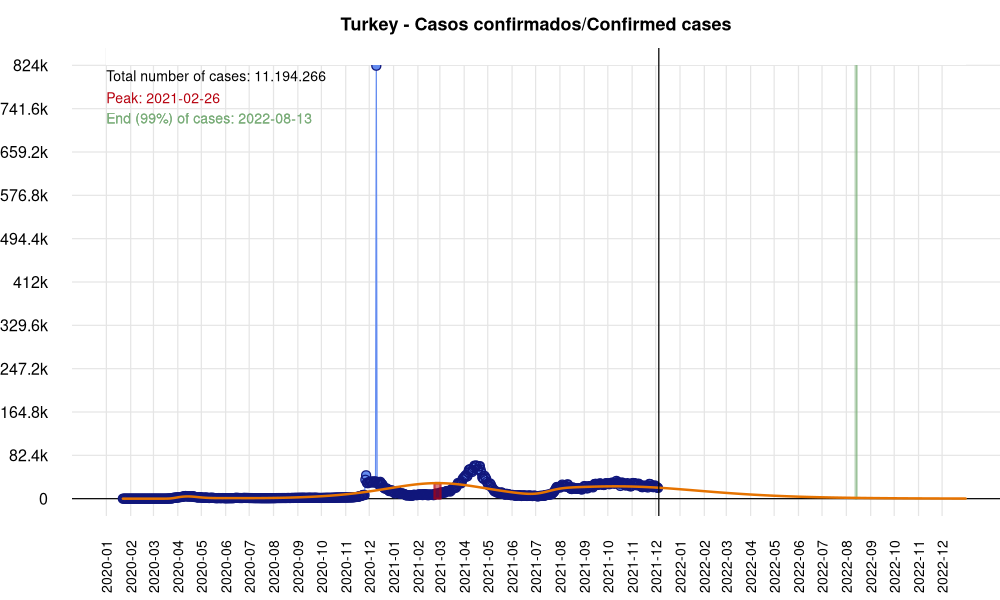 Turkey - Casos confirmados/Confirmed cases
824k
741.6k
659.2k
576.8k
494.4k
412k
329.6k
247.2k
164.8k
82.4k
0
Total number of cases: 11.194.266
Peak: 2021-02-26
End (99%) of cases: 2022-08-13
2020-01
2020-02
2020-03
2020-04
2020-05
2020-06
2020-07
2020-08
2020-09
2020-10
2020-11
2020-12
2021-01
2021-02
2021-03
2021-04
2021-05
2021-06
2021-07
2021-08
2021-09
2021-10
2021-11
2021-12
2022-01
2022-02
2022-03
2022-04
2022-05
2022-06
2022-07
2022-08
2022-09
2022-10
2022-11
2022-12